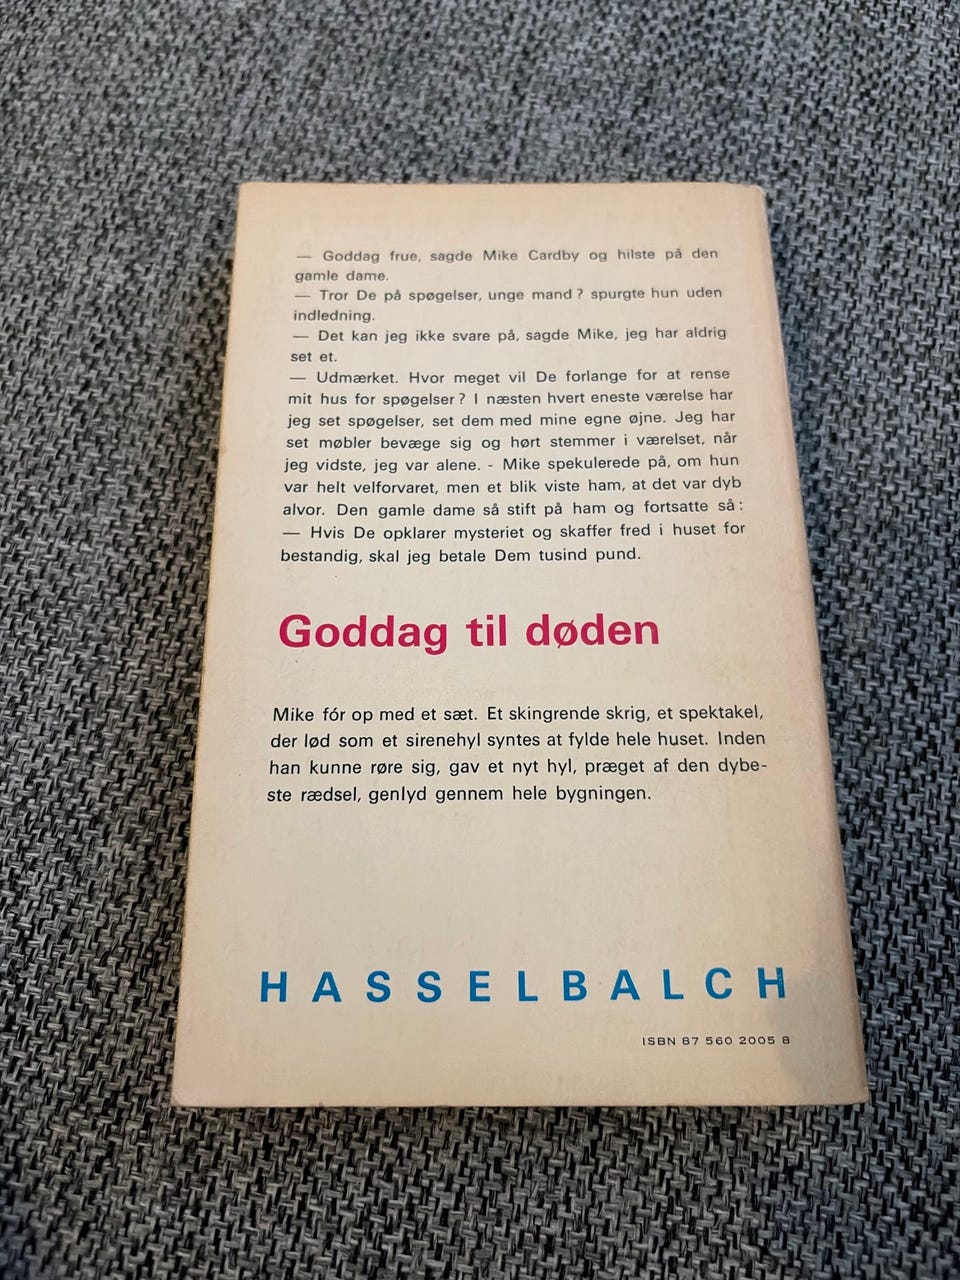 — Goddag frue, sagde Mike Cardby og hilste på den
gamle dame.
— Tror De på spøgelser, unge mand? spurgte hun uden
indledning.
— Det kan jeg ikke svare på, sagde Mike, jeg har aldrig
set et.
— Udmærket. Hvor meget vil De forlange for at rense
mit hus for spøgelser? I næsten hvert eneste værelse har
jeg set spøgelser, set dem med mine egne øjne. Jeg har
set møbler bevæge sig og hørt stemmer i værelset, når
jeg vidste, jeg var alene. - Mike spekulerede på, om hun
var helt velforvaret, men et blik viste ham, at det var dyb
alvor. Den gamle dame så stift på ham og fortsatte så:
— Hvis De opklarer mysteriet og skaffer fred i huset for
bestandig, skal jeg betale Dem tusind pund.
Goddag til døden
Mike fór op med et sæt. Et skingrende skrig, et spektakel,
der lød som et sirenehyl syntes at fylde hele huset. Inden
han kunne røre sig, gav et nyt hyl, præget af den dybe-
ste rædsel, genlyd gennem hele bygningen.
HASSELBALCH
ISBN 87 560 2005 8